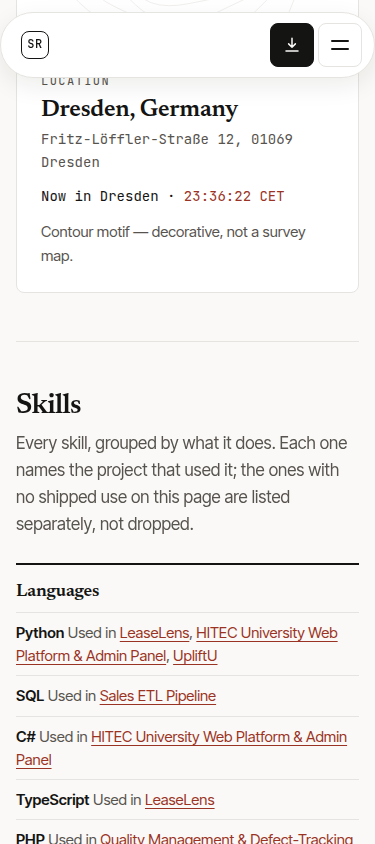 SR
LOCATION
Dresden, Germany
Fritz-Löffler-Straße 12, 01069
Dresden
Now in Dresden · 23:36:22 CET
Contour motif — decorative, not a survey
map.
Skills
Every skill, grouped by what it does. Each one
names the project that used it; the ones with
no shipped use on this page are listed
separately, not dropped.
Languages
Python Used in LeaseLens, HITEC University Web
Platform & Admin Panel, UpliftU
SQL Used in Sales ETL Pipeline
C# Used in HITEC University Web Platform & Admin
Panel
TypeScript Used in LeaseLens
PHP Used in Quality Management & Defect-Tracking